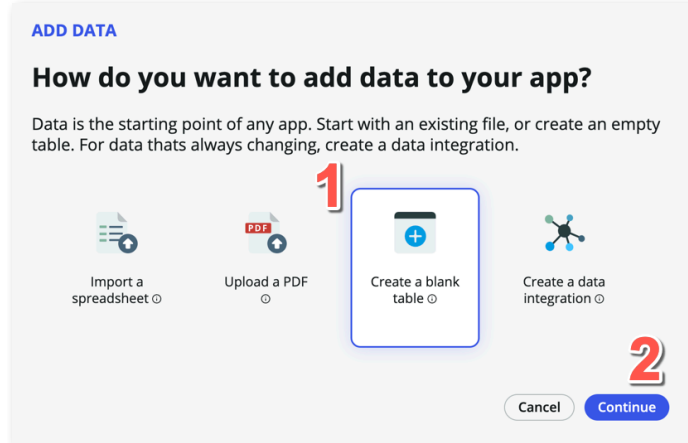 ADD DATA
How do you want to add data to your app?
Data is the starting point of any app. Start with an existing file, or create an empty
table. For data thats always changing, create a data integration.
1
PDF
Import a
spreadsheet
Upload a PDF
Create a blank
table
Create a data
integration
2
Cancel
Continue